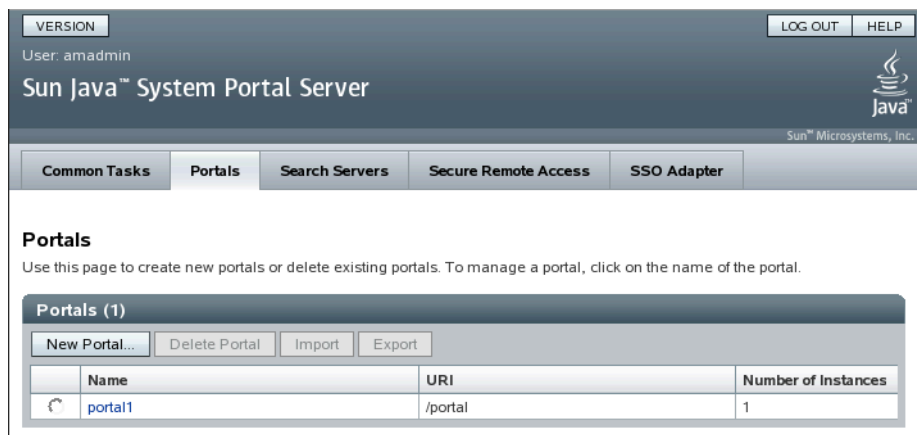 VERSION LOG OUT HELP
User: amadmin
Sun Java™ System Portal Server
Java™
Sun™ Microsystems, Inc.
Common Tasks Portals Search Servers Secure Remote Access SSO Adapter
Portals
Use this page to create new portals or delete existing portals. To manage a portal, click on the name of the portal.
Portals (1)
New Portal... Delete Portal Import Export
Name URI Number of Instances
portal1 /portal 1